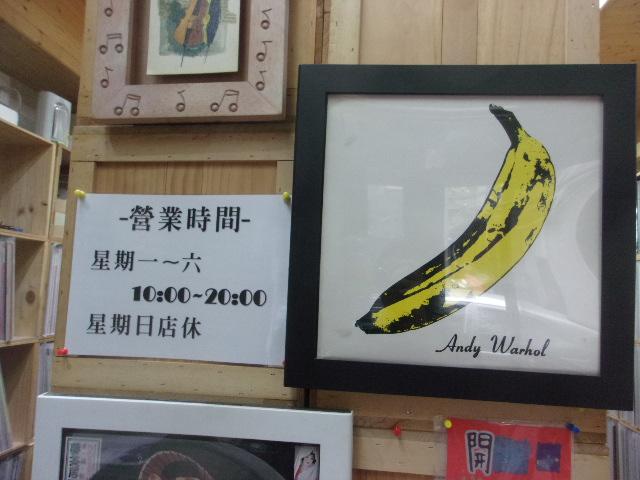 -營業時間-
星期一～六
10:00~20:00
星期日店休
Andy Warhol
開